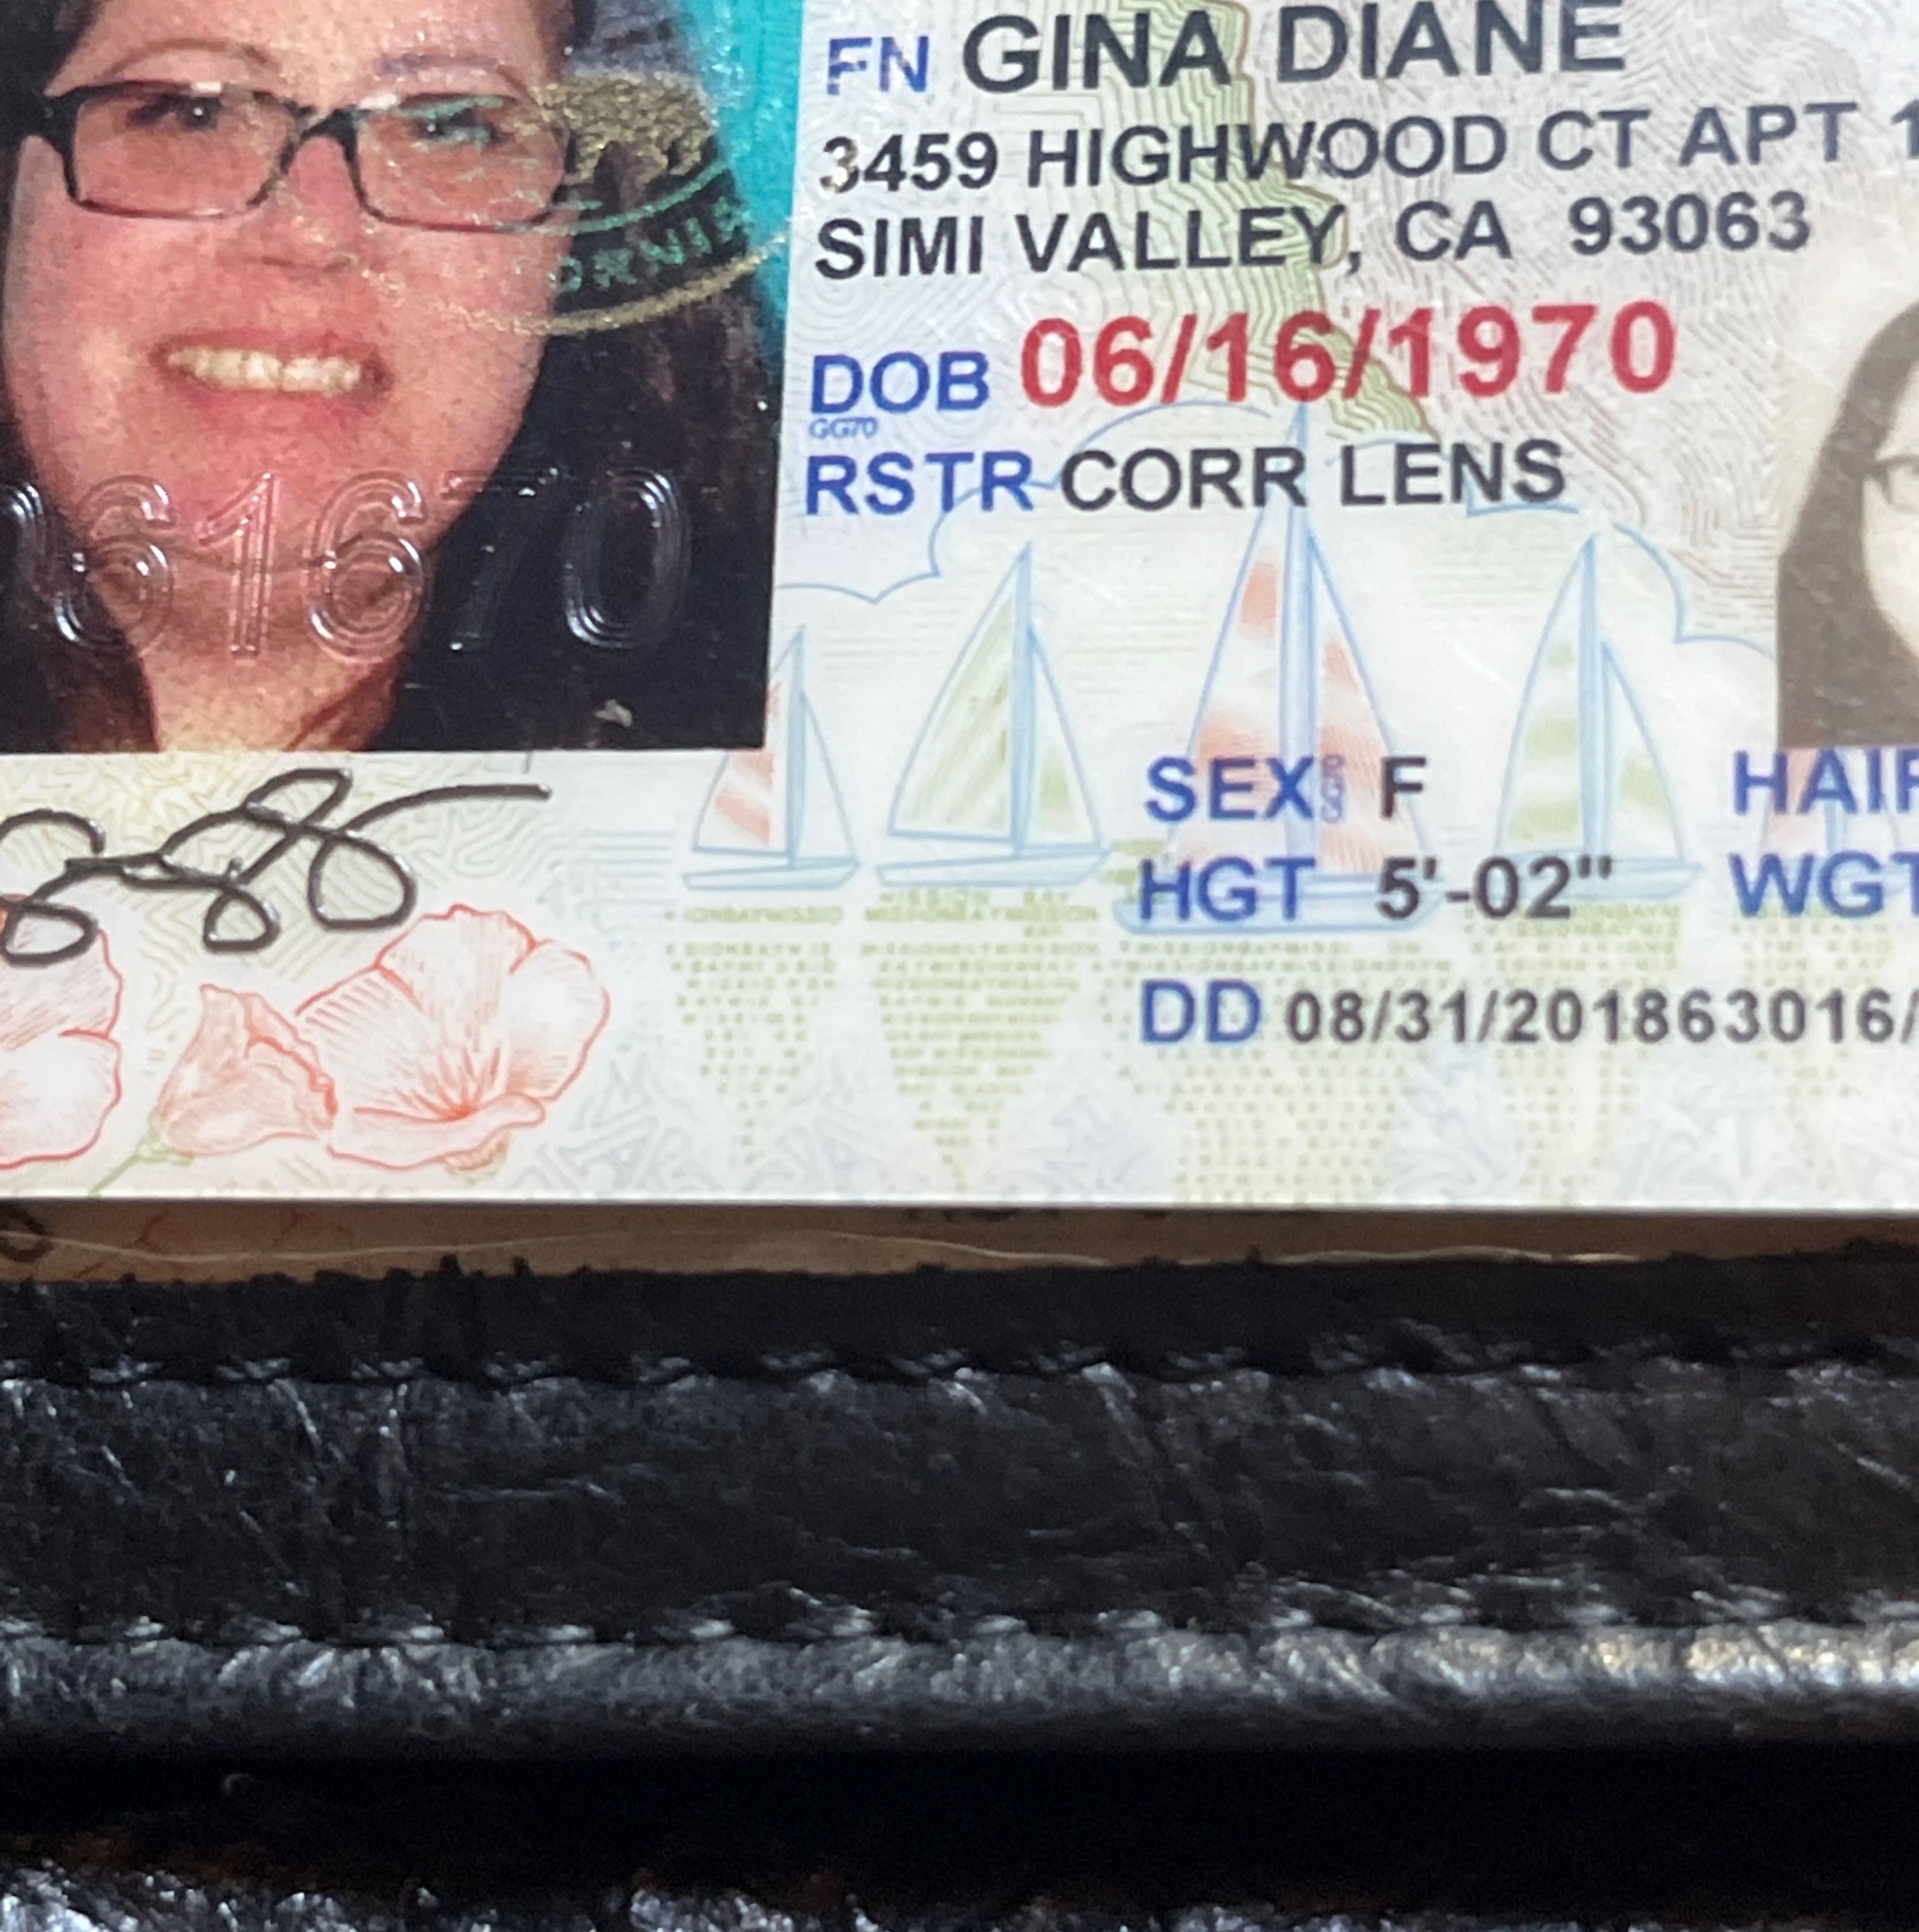 FN GINA DIANE
3459 HIGHWOOD CT APT 1
SIMI VALLEY, CA 93063
DOB 06/16/1970
GG70
RSTR CORR LENS
61670
SEX F HAIR
HGT 5'-02" WGT
DD 08/31/201863016/